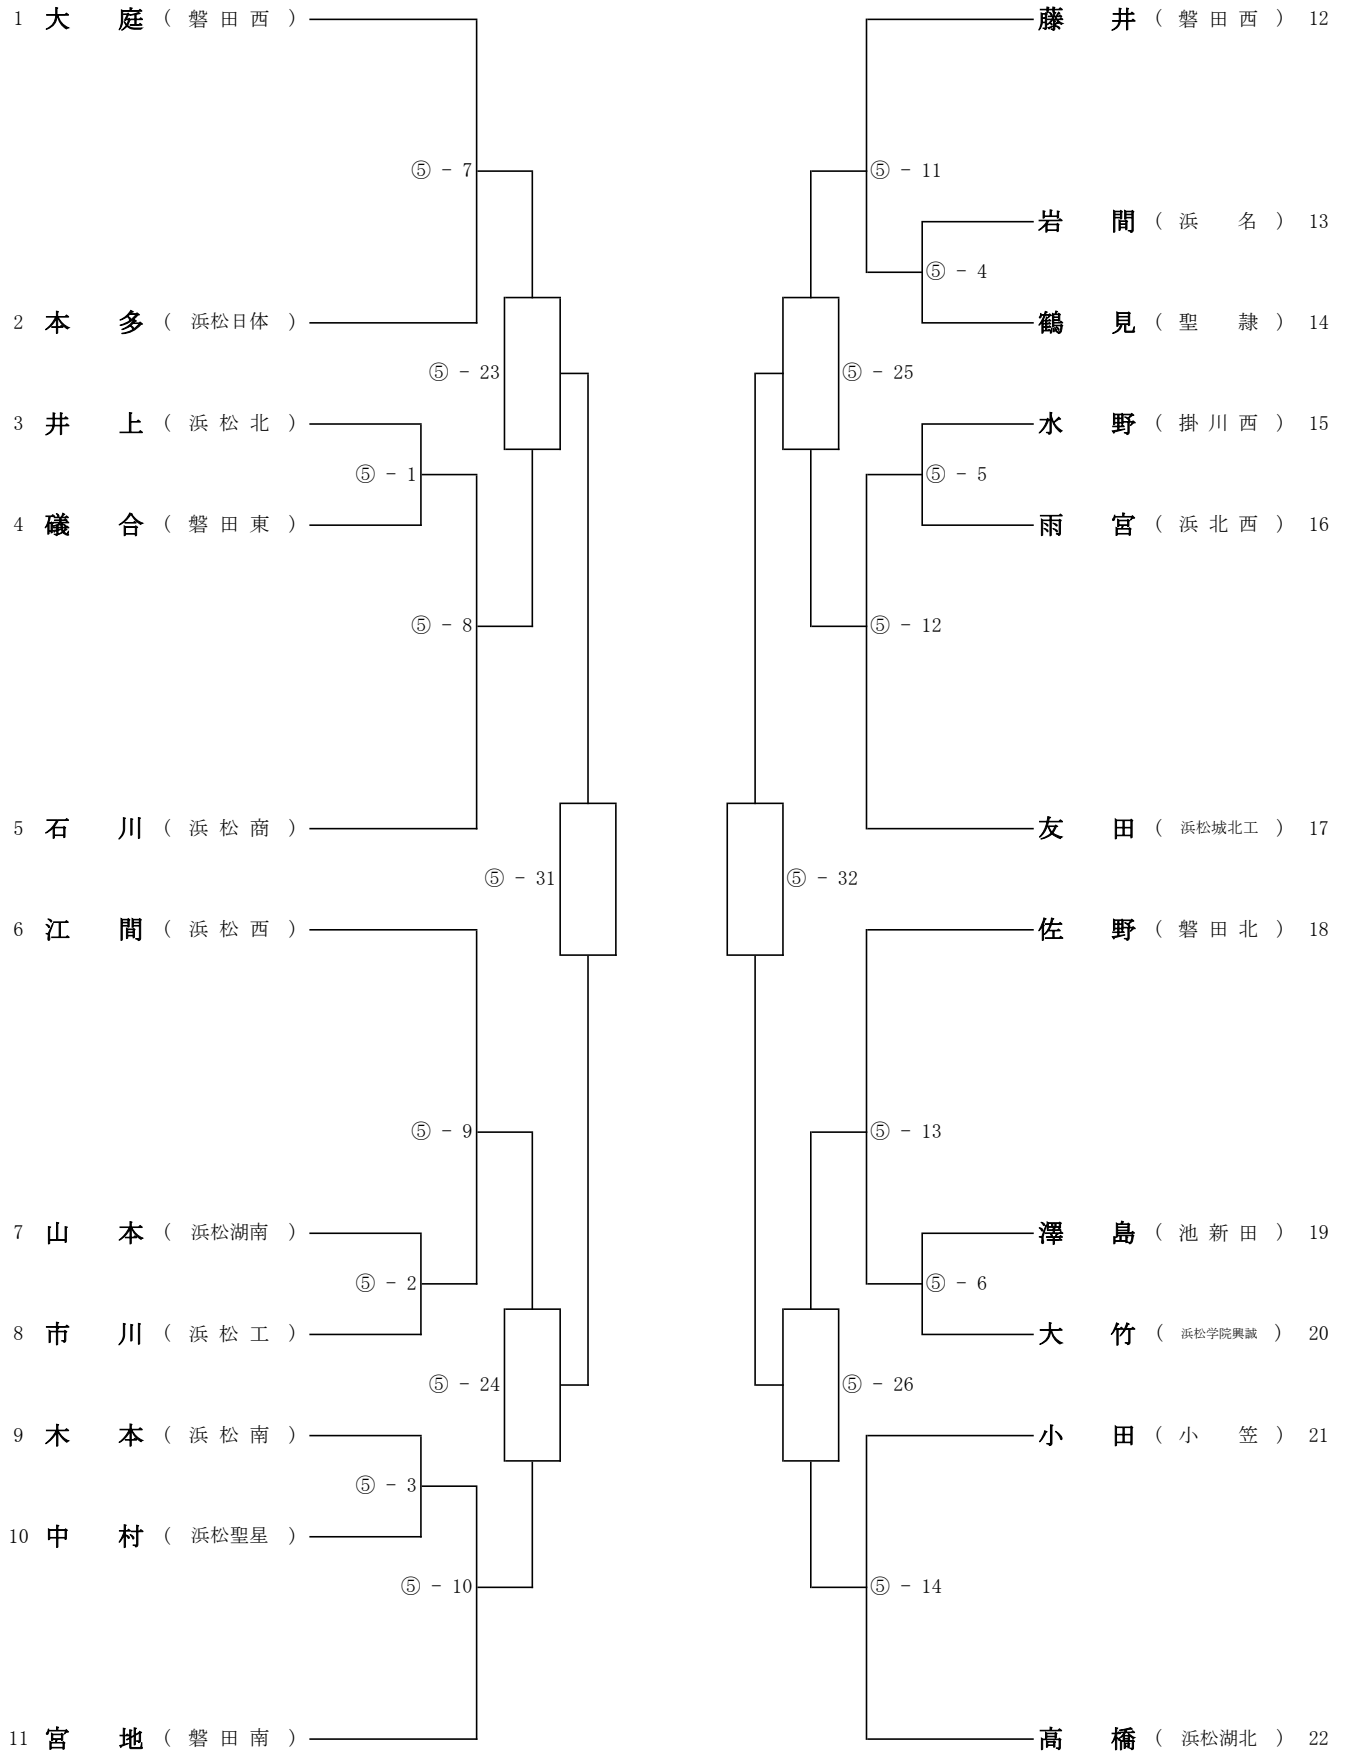 1 大 庭 ( 磐 田 西 )
⑤ - 7
2 本 多 ( 浜松日体 )
⑤ - 23
3 井 上 ( 浜 松 北 )
⑤ - 1
4 礒 合 ( 磐 田 東 )
⑤ - 8
5 石 川 ( 浜 松 商 )
⑤ - 31
6 江 間 ( 浜 松 西 )
⑤ - 9
7 山 本 ( 浜松湖南 )
⑤ - 2
8 市 川 ( 浜 松 工 )
⑤ - 24
9 木 本 ( 浜 松 南 )
⑤ - 3
10 中 村 ( 浜松聖星 )
⑤ - 10
11 宮 地 ( 磐 田 南 )
藤 井 ( 磐 田 西 ) 12
⑤ - 11
岩 間 ( 浜 名 ) 13
⑤ - 4
鶴 見 ( 聖 隷 ) 14
⑤ - 25
水 野 ( 掛 川 西 ) 15
⑤ - 5
雨 宮 ( 浜 北 西 ) 16
⑤ - 12
友 田 ( 浜松城北工 ) 17
⑤ - 32
佐 野 ( 磐 田 北 ) 18
⑤ - 13
澤 島 ( 池 新 田 ) 19
⑤ - 6
大 竹 ( 浜松学院興誠 ) 20
⑤ - 26
小 田 ( 小 笠 ) 21
⑤ - 14
高 橋 ( 浜松湖北 ) 22